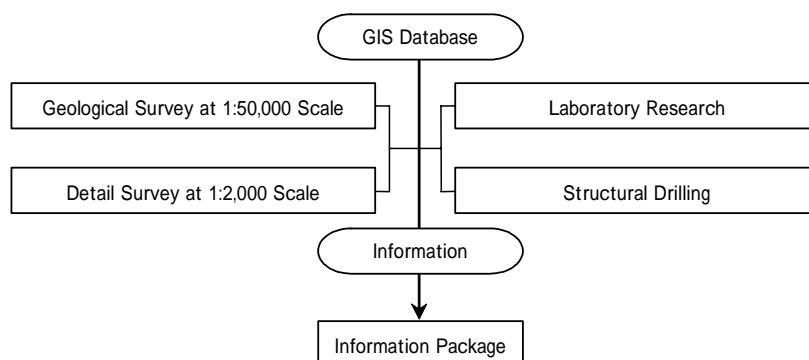 GIS Database
Geological Survey at 1:50,000 Scale
Laboratory Research
Detail Survey at 1:2,000 Scale
Structural Drilling
Information
Information Package